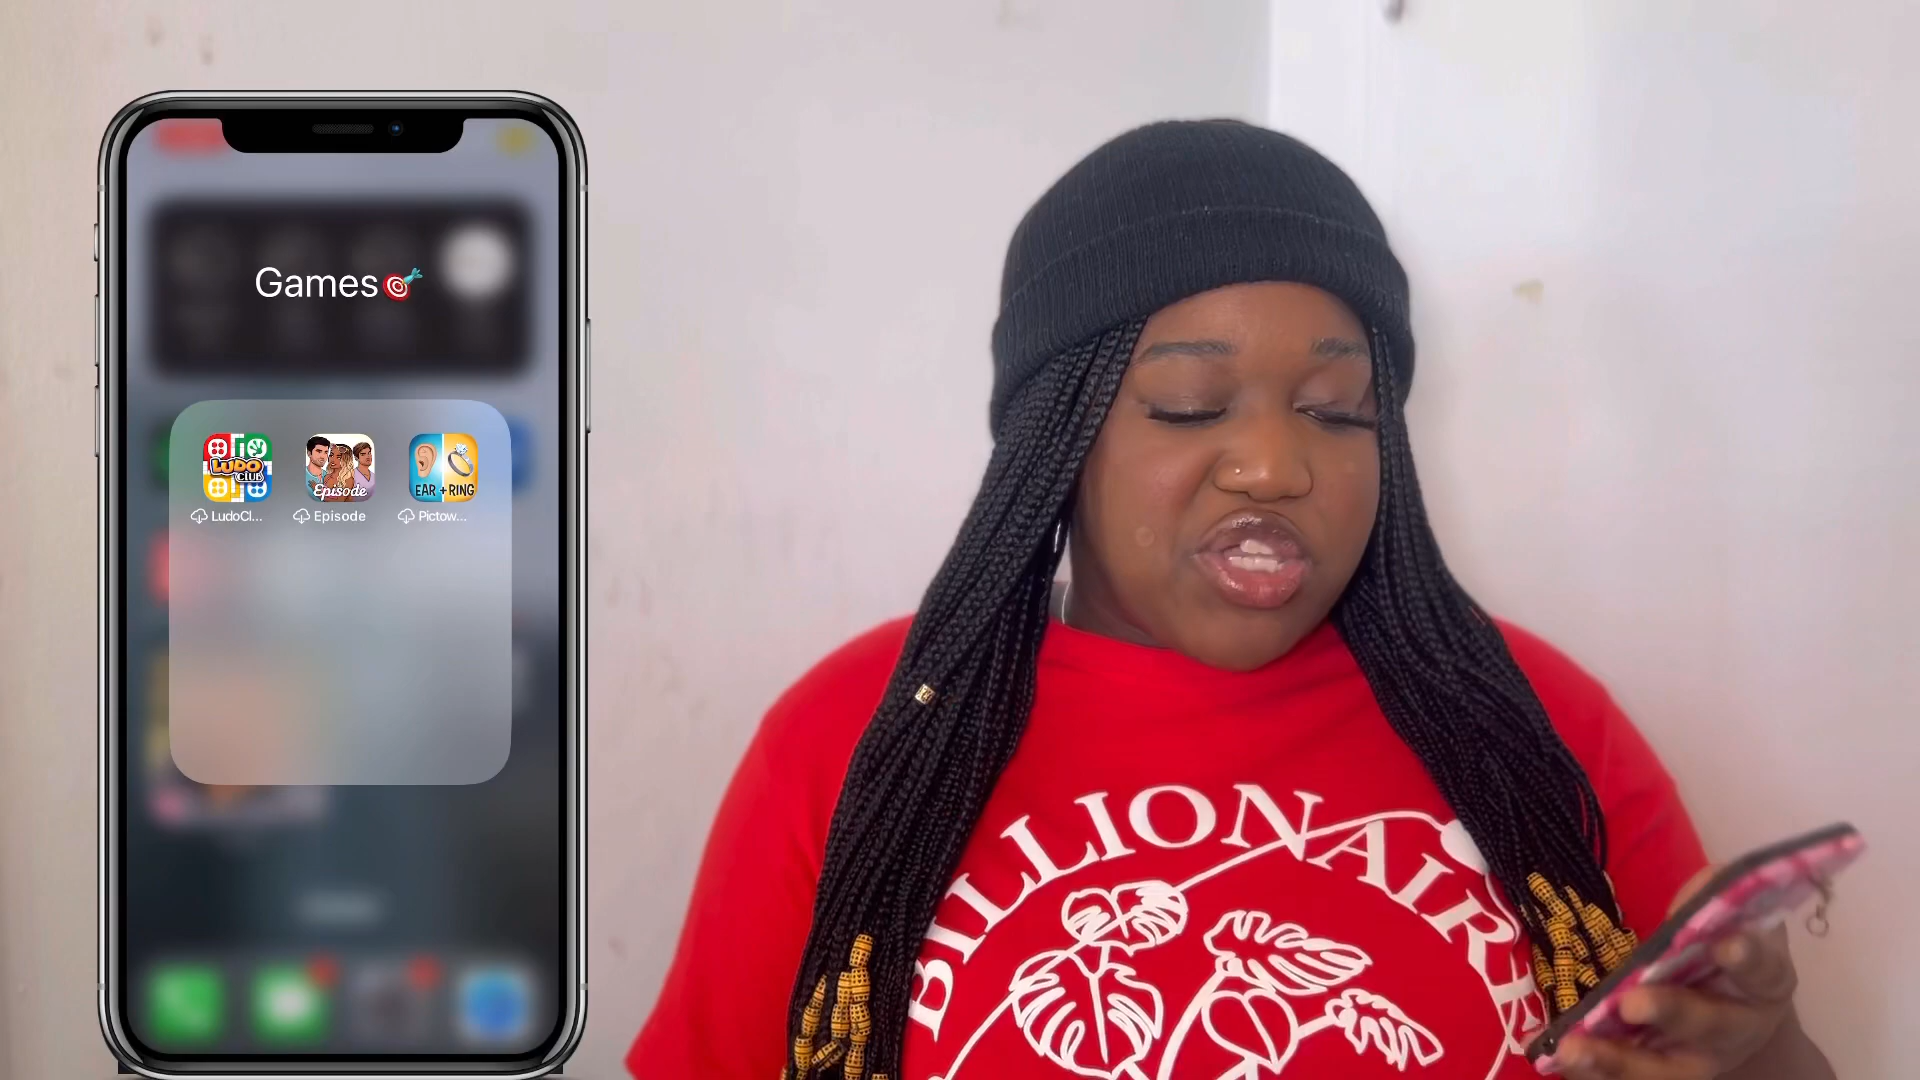 Games🎯
LUDO
CLUB
Episode
EAR + RING
LudoCl...
Episode
Pictow...
BILLIONAIRE